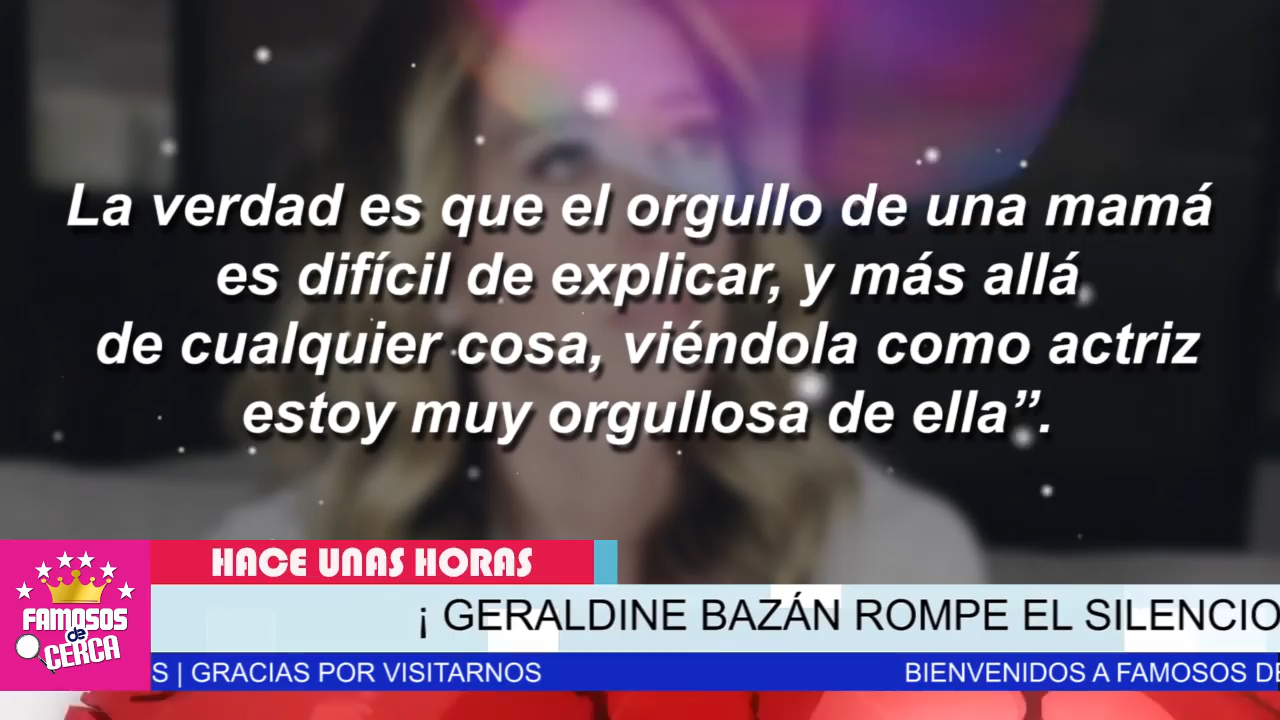 La verdad es que el orgullo de una mamá
es difícil de explicar, y más allá
de cualquier cosa, viéndola como actriz
estoy muy orgullosa de ella”.
HACE UNAS HORAS
FAMOSOS
de
CERCA
¡ GERALDINE BAZÁN ROMPE EL SILENCIO
S | GRACIAS POR VISITARNOS
BIENVENIDOS A FAMOSOS DE